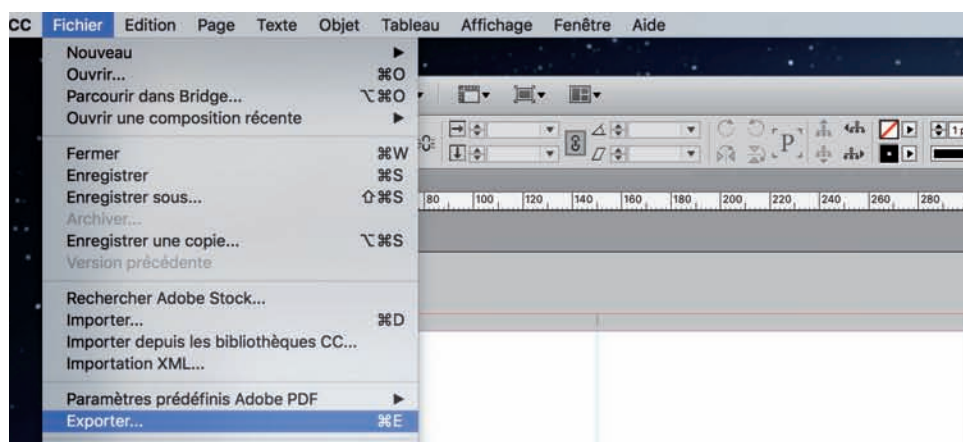 CC Fichier Edition Page Texte Objet Tableau Affichage Fenêtre Aide
Nouveau ▶
Ouvrir... ⌘O
Parcourir dans Bridge... ⌥⌘O
Ouvrir une composition récente ▶
Fermer ⌘W
Enregistrer ⌘S
Enregistrer sous... ⇧⌘S
Archiver...
Enregistrer une copie... ⌥⌘S
Version précédente
Rechercher Adobe Stock...
Importer... ⌘D
Importer depuis les bibliothèques CC...
Importation XML...
Paramètres prédéfinis Adobe PDF ▶
Exporter... ⌘E
P
80 100 120 140 160 180 200 220 240 260 280